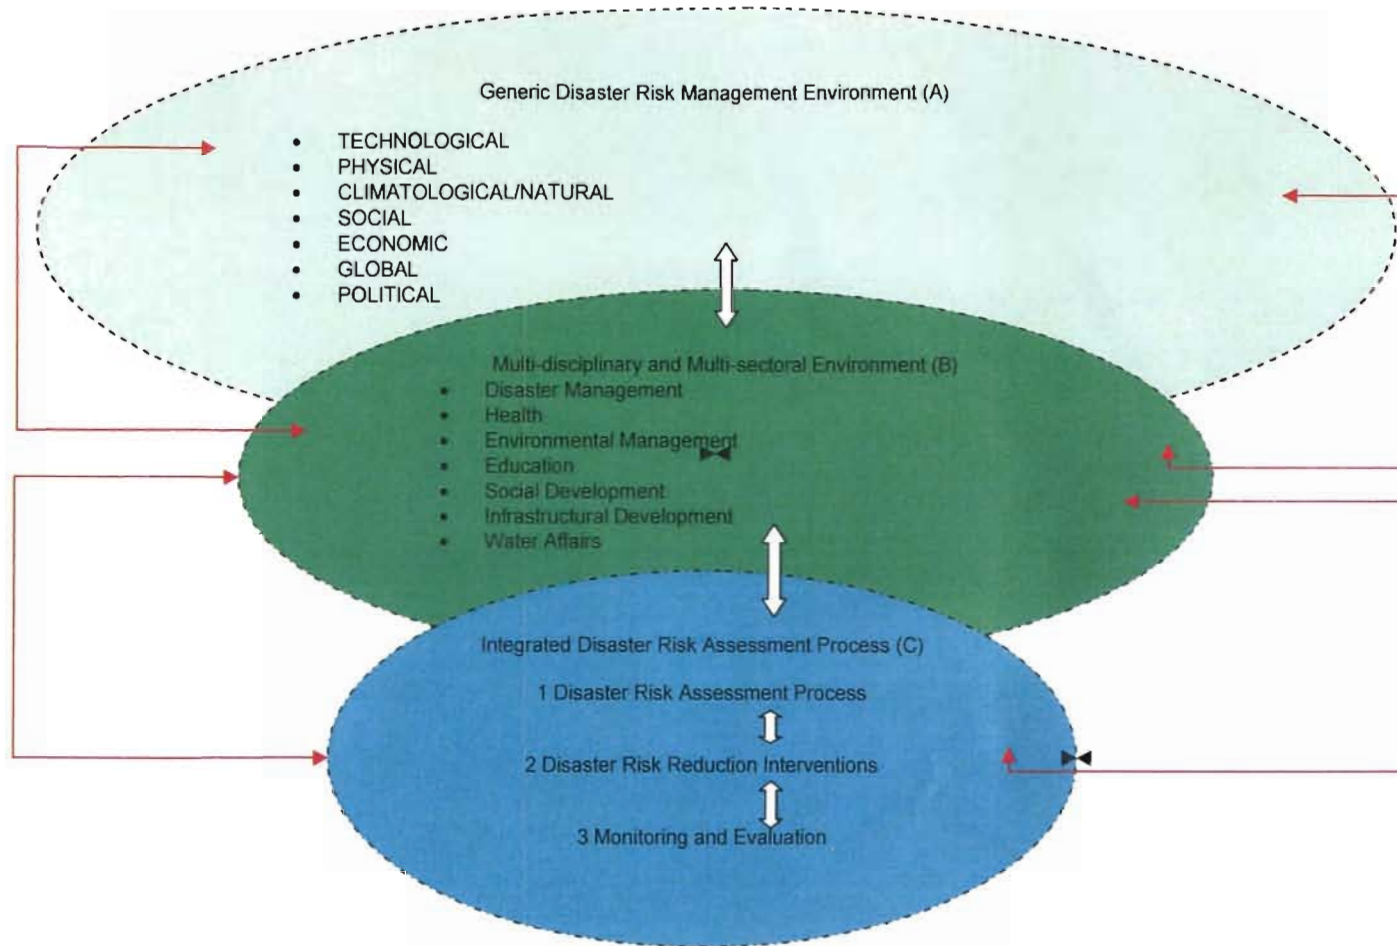 Generic Disaster Risk Management Environment (A)
• TECHNOLOGICAL
• PHYSICAL
• CLIMATOLOGICAL/NATURAL
• SOCIAL
• ECONOMIC
• GLOBAL
• POLITICAL
Multi-disciplinary and Multi-sectoral Environment (B)
• Disaster Management
• Health
• Environmental Management
• Education
• Social Development
• Infrastructural Development
• Water Affairs
Integrated Disaster Risk Assessment Process (C)
1 Disaster Risk Assessment Process
2 Disaster Risk Reduction Interventions
3 Monitoring and Evaluation